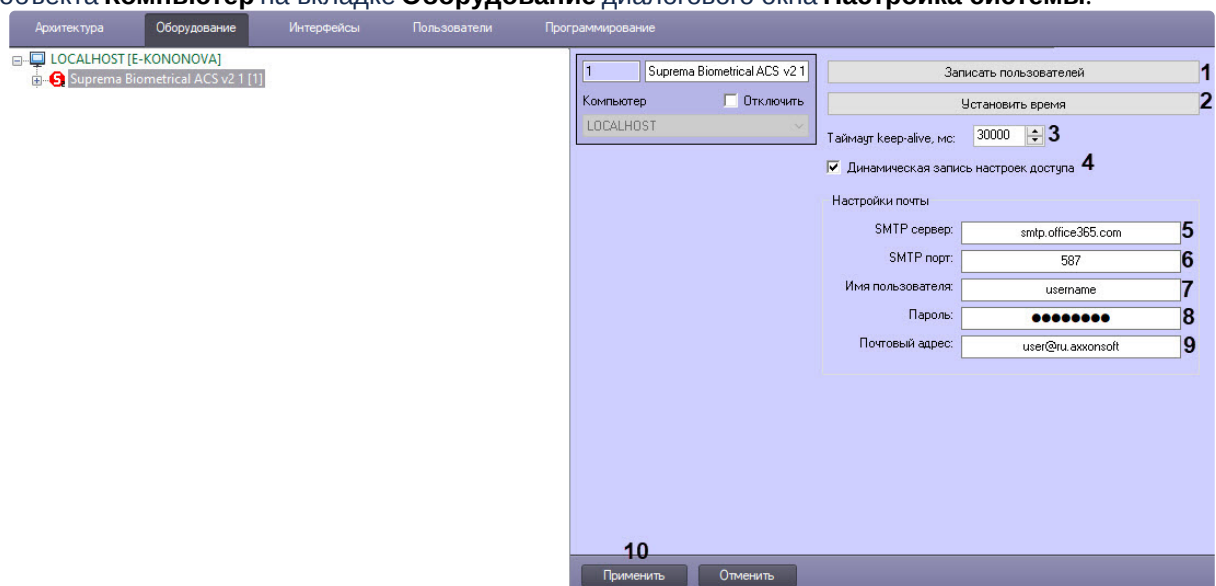 объекта Компьютер на вкладке Оборудование диалогового окна Настройка системы.
Архитектура Оборудование Интерфейсы Пользователи Программирование
LOCALHOST [E-KONONOVA]
Suprema Biometrical ACS v2 1 [1]
1 Suprema Biometrical ACS v2 1
Компьютер Отключить
LOCALHOST
Записать пользователей 1
Установить время 2
Таймаут keep-alive, мс: 30000 3
Динамическая запись настроек доступа 4
Настройки почты
SMTP сервер: smtp.office365.com 5
SMTP порт: 587 6
Имя пользователя: username 7
Пароль: ●●●●●●●● 8
Почтовый адрес: user@ru.axxonsoft 9
10
Применить Отменить